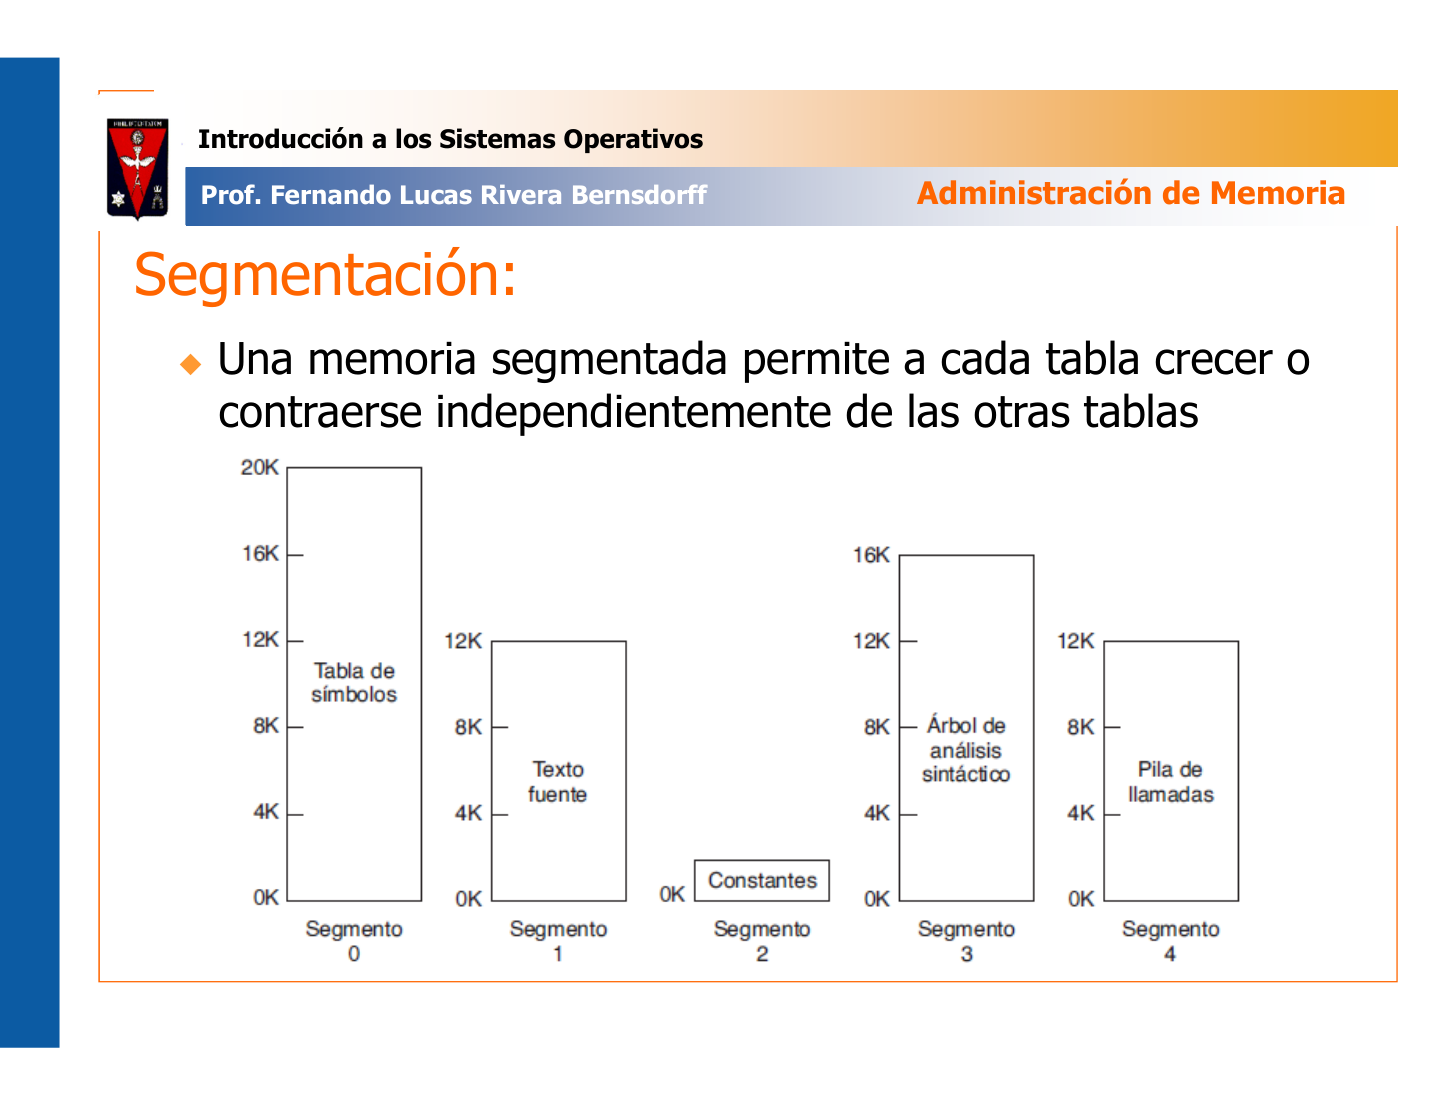 Introducción a los Sistemas Operativos
Prof. Fernando Lucas Rivera Bernsdorff
Administración de Memoria
Segmentación:
Una memoria segmentada permite a cada tabla crecer o
contraerse independientemente de las otras tablas
20K
16K
12K
8K
4K
0K
Tabla de
símbolos
Segmento
0
12K
8K
4K
0K
Texto
fuente
Segmento
1
0K
Constantes
Segmento
2
16K
12K
8K
4K
0K
Árbol de
análisis
sintáctico
Segmento
3
12K
8K
4K
0K
Pila de
llamadas
Segmento
4